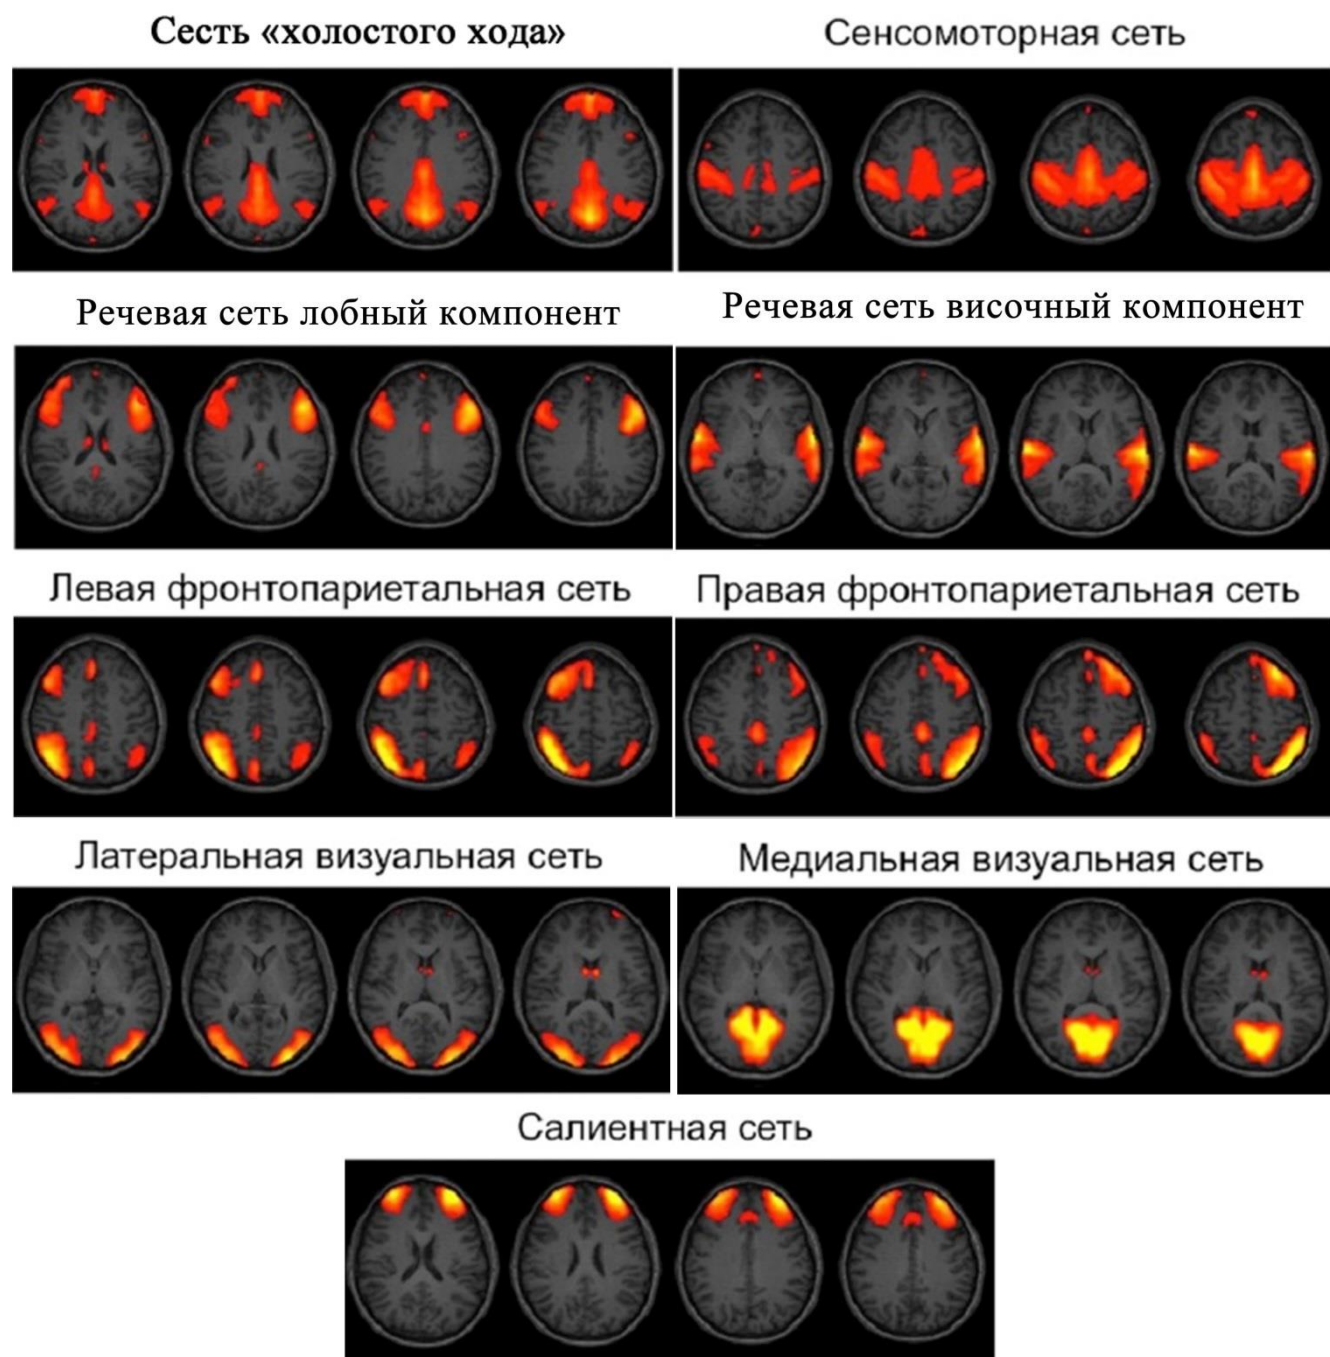 Сесть «холостого хода»
Сенсомоторная сеть
Речевая сеть лобный компонент
Речевая сеть височный компонент
Левая фронтопариетальная сеть
Правая фронтопариетальная сеть
Латеральная визуальная сеть
Медиальная визуальная сеть
Салиентная сеть